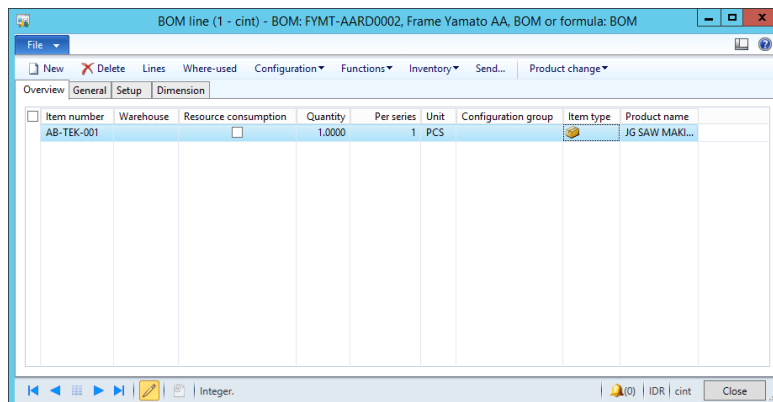 BOM line (1 - cint) - BOM: FYMT-AARD0002, Frame Yamato AA, BOM or formula: BOM
File
New Delete Lines Where-used Configuration Functions Inventory Send... Product change
Overview General Setup Dimension
Item number Warehouse Resource consumption Quantity Per series Unit Configuration group Item type Product name
AB-TEK-001 1.0000 1 PCS JG SAW MAKI...
Integer. (0) IDR cint Close